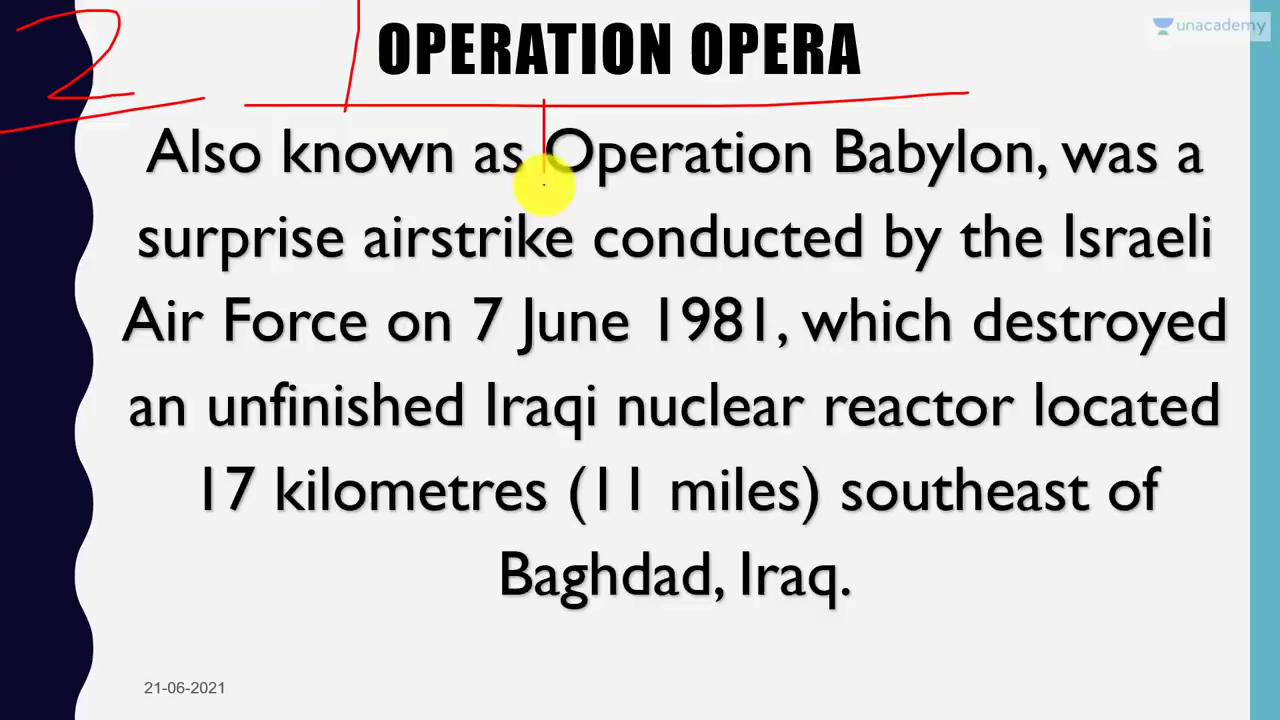 unacademy
2
OPERATION OPERA
Also known as Operation Babylon, was a
surprise airstrike conducted by the Israeli
Air Force on 7 June 1981, which destroyed
an unfinished Iraqi nuclear reactor located
17 kilometres (11 miles) southeast of
Baghdad, Iraq.
21-06-2021